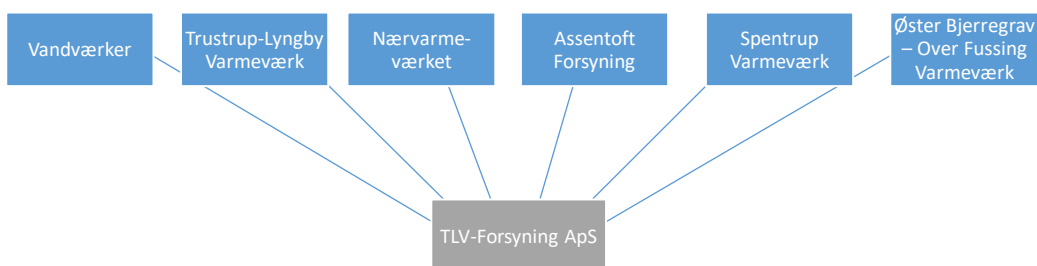 Vandværker
Trustrup-Lyngby
Varmeværk
Nærvarme-
værket
Assentoft
Forsyning
Spentrup
Varmeværk
Øster Bjerregrav
– Over Fussing
Varmeværk
TLV-Forsyning ApS